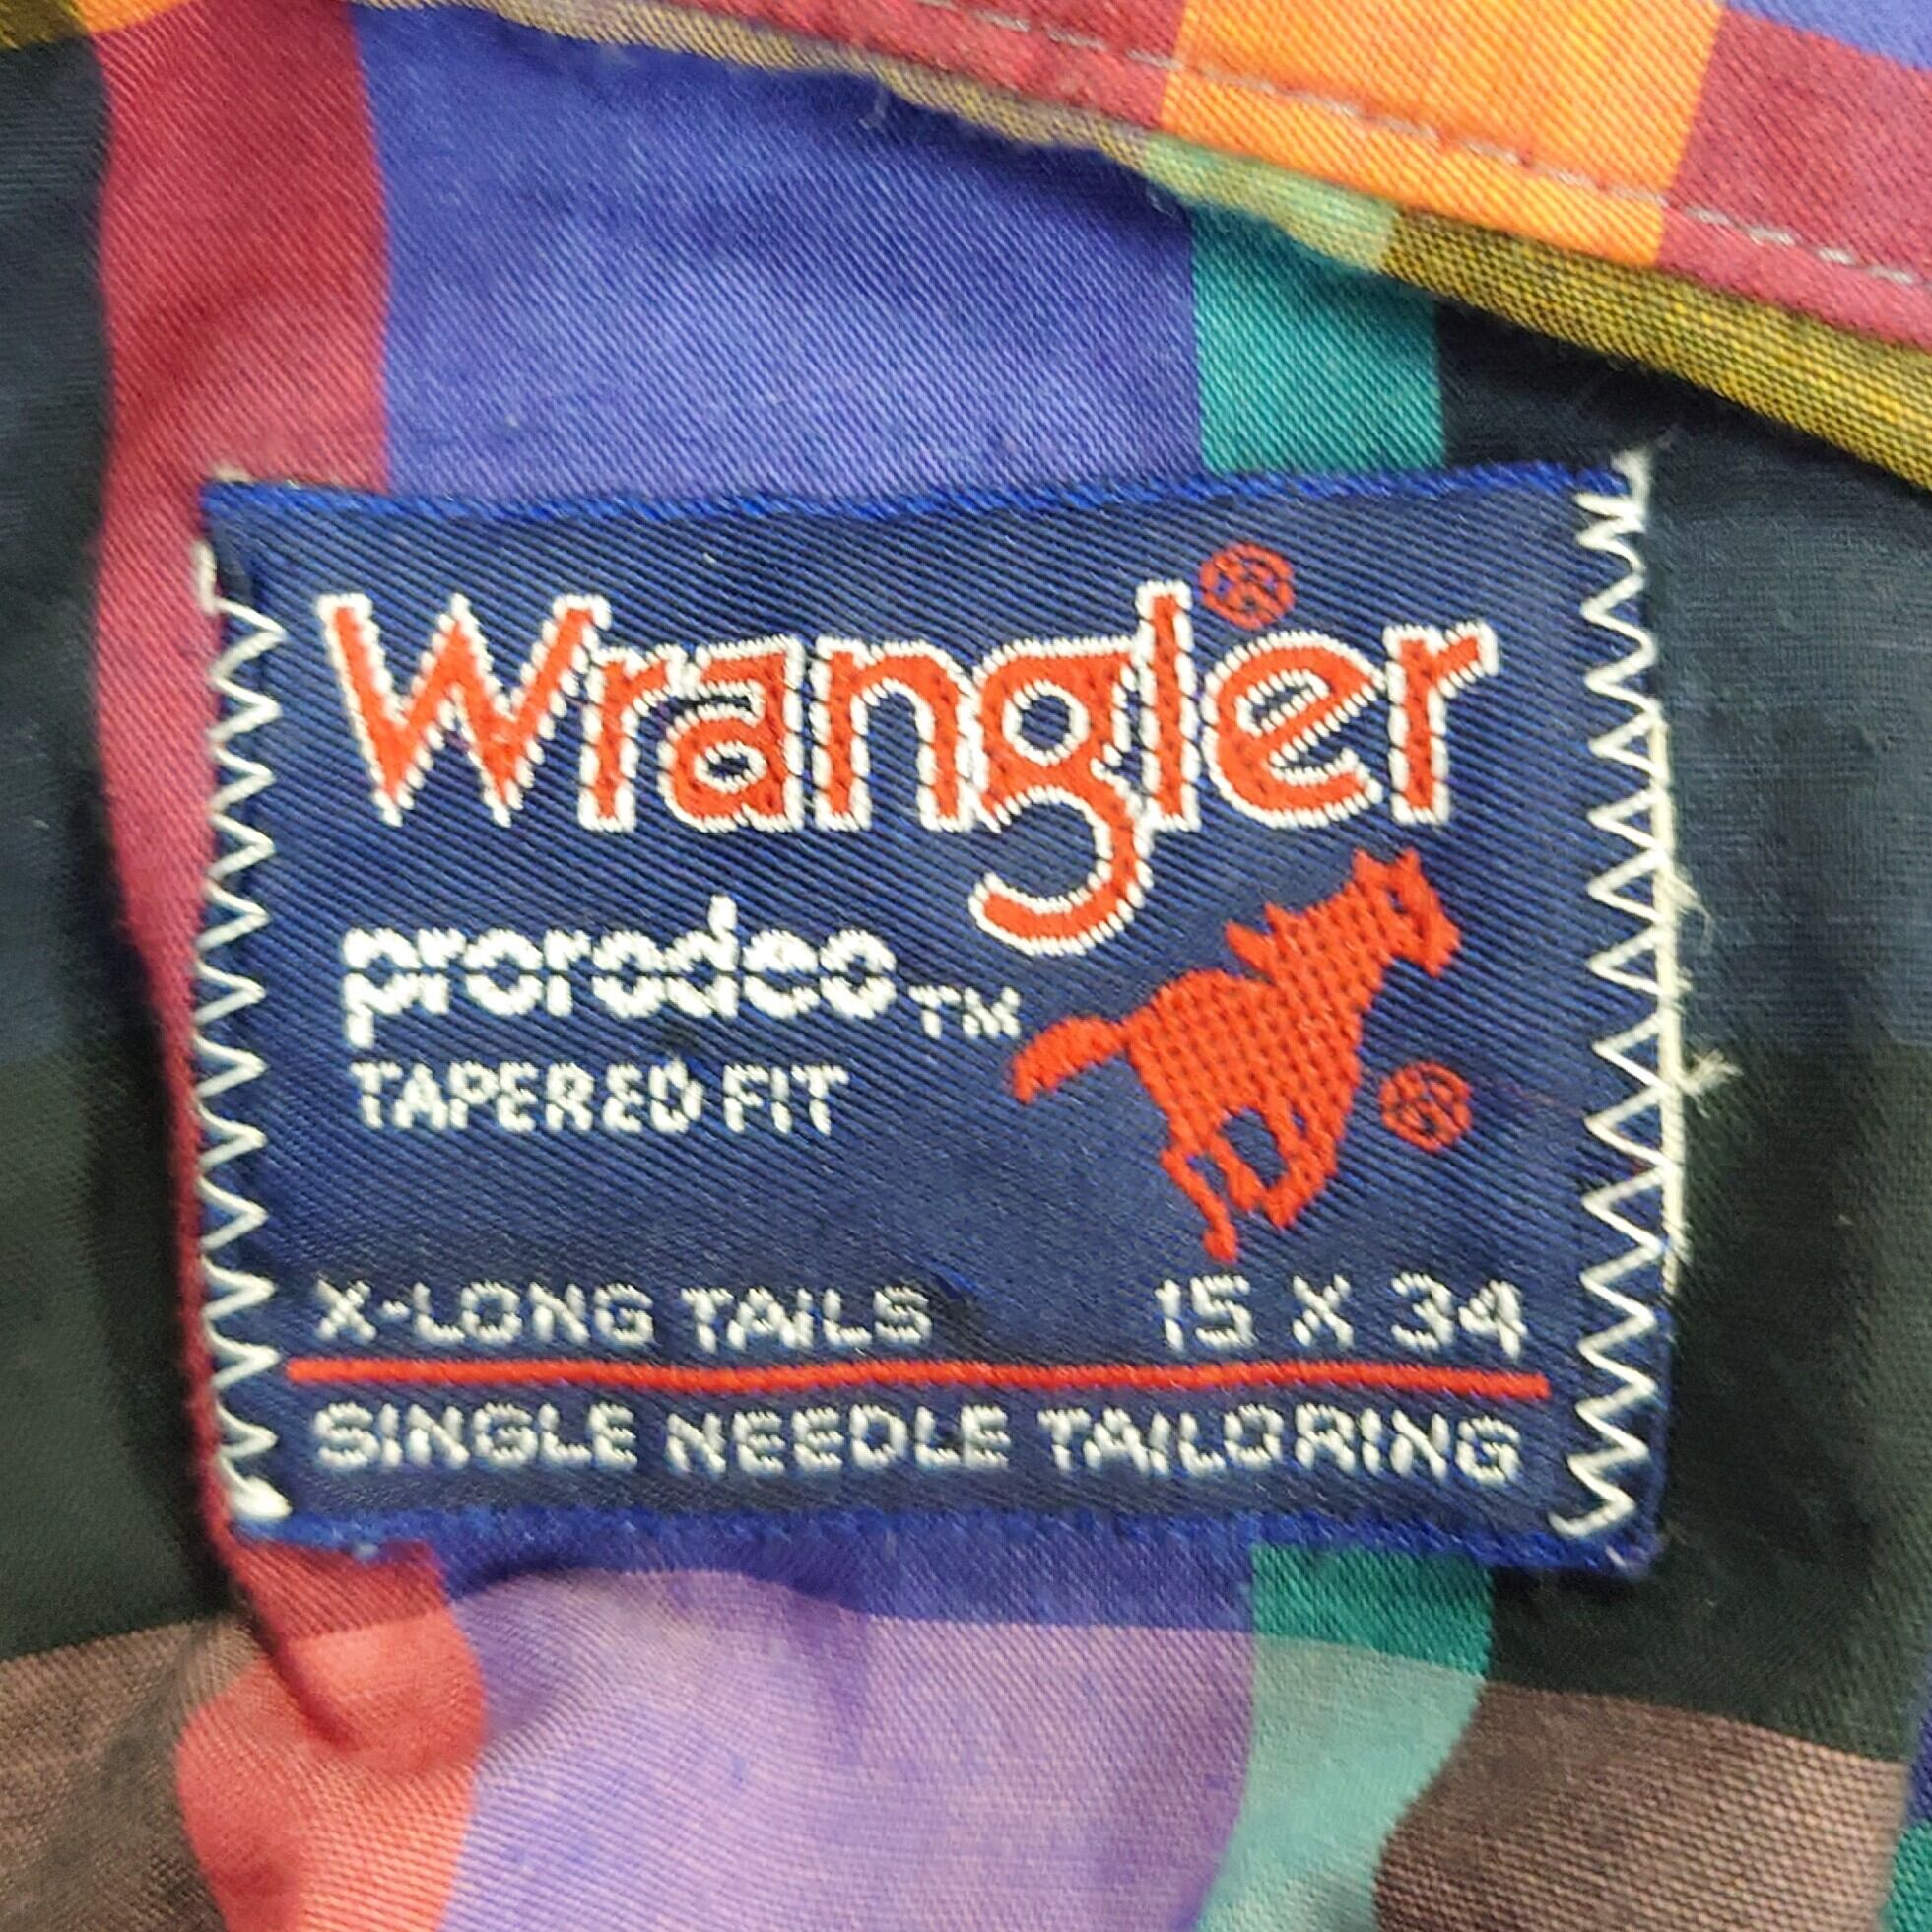 Wrangler®
prorodeo™
TAPERED FIT
®
X-LONG TAILS 15 X 34
SINGLE NEEDLE TAILORING